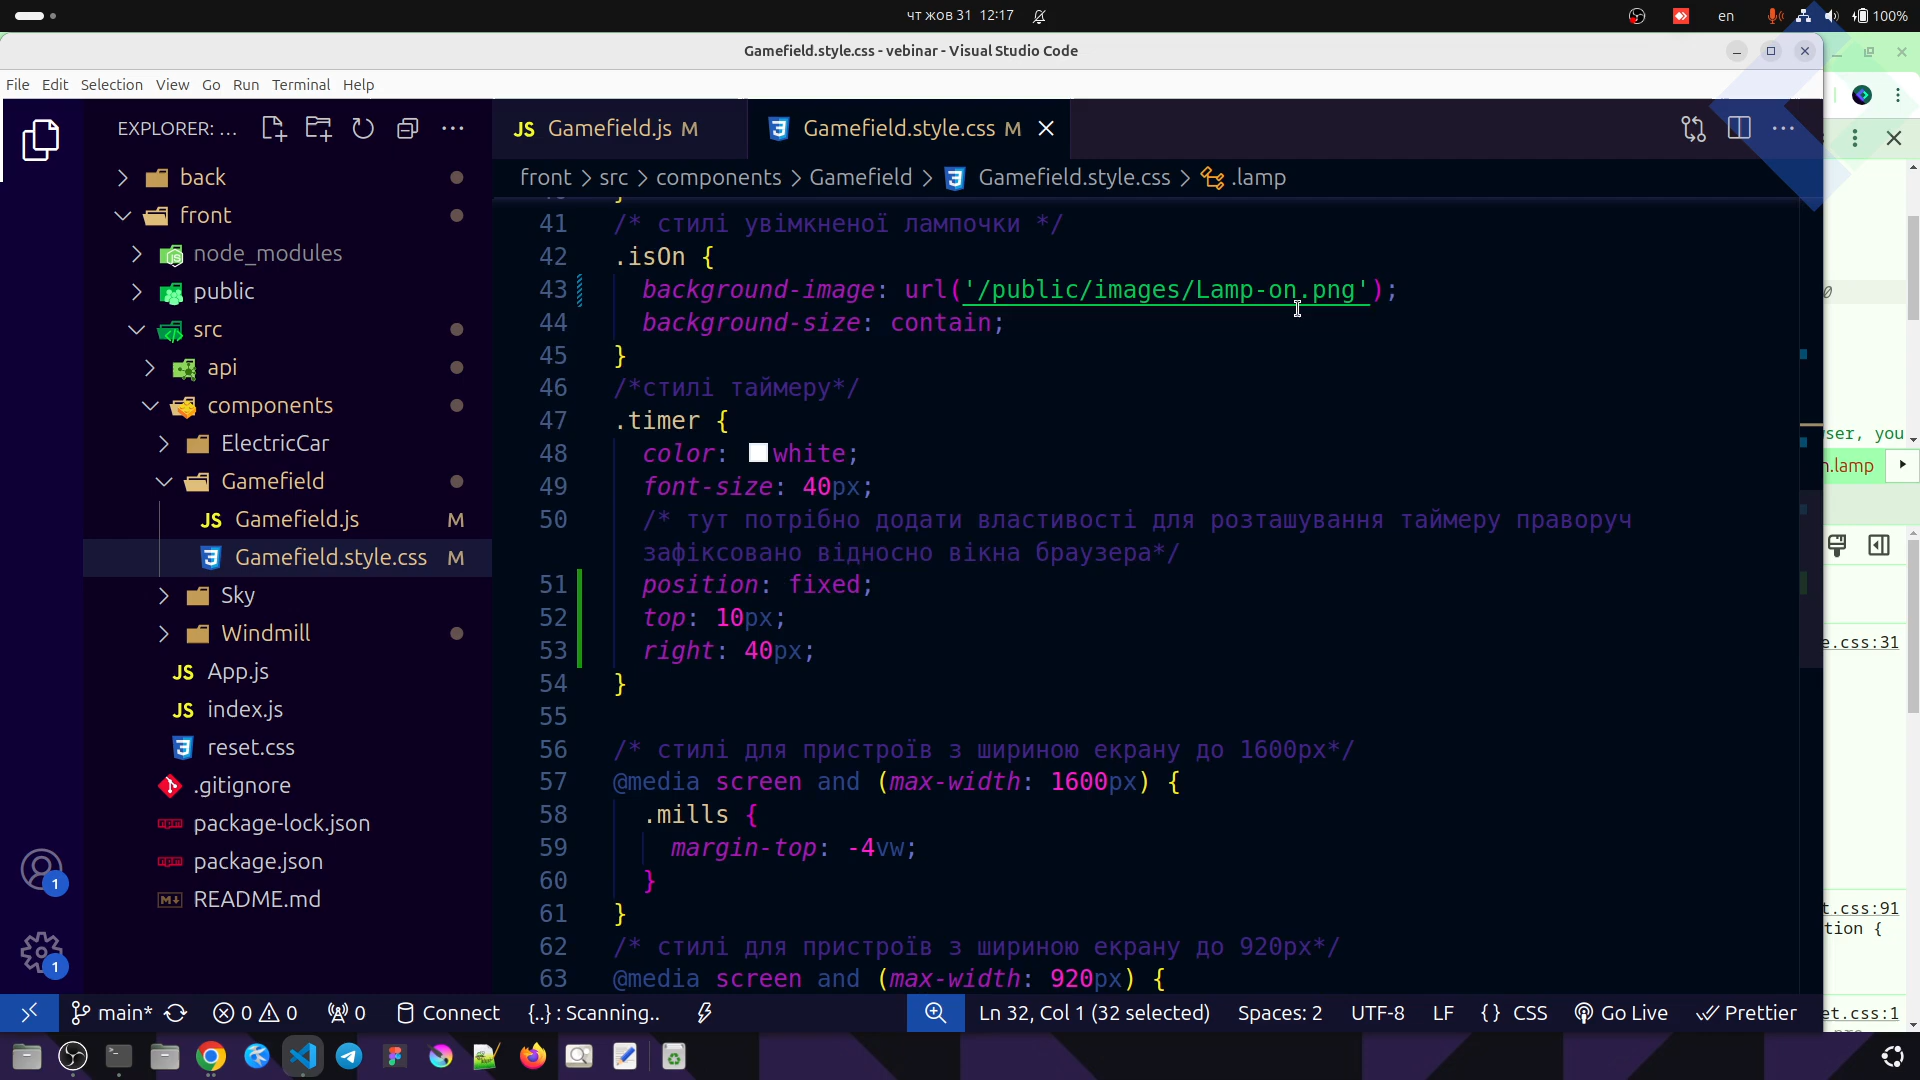 чт жов 31 12:17
en
100%
Gamefield.style.css - vebinar - Visual Studio Code
File Edit Selection View Go Run Terminal Help
EXPLORER: ...
JS Gamefield.js M
Gamefield.style.css M
front > src > components > Gamefield > Gamefield.style.css > .lamp
back
front
node_modules
public
src
api
components
ElectricCar
Gamefield
JS Gamefield.js M
Gamefield.style.css M
Sky
Windmill
JS App.js
JS index.js
reset.css
.gitignore
package-lock.json
package.json
README.md
41 /* стилі увімкненої лампочки */
42 .isOn {
43 background-image: url('/public/images/Lamp-on.png');
44 background-size: contain;
45 }
46 /*стилі таймеру*/
47 .timer {
48 color: white;
49 font-size: 40px;
50 /* тут потрібно додати властивості для розташування таймеру праворуч
зафіксовано відносно вікна браузера*/
51 position: fixed;
52 top: 10px;
53 right: 40px;
54 }
55
56 /* стилі для пристроїв з шириною екрану до 1600px*/
57 @media screen and (max-width: 1600px) {
58 .mills {
59 margin-top: -4vw;
60 }
61 }
62 /* стилі для пристроїв з шириною екрану до 920px*/
63 @media screen and (max-width: 920px) {
ser, you
n.lamp
e.css:31
t.css:91
tion {
et.css:1
1
1
main* 0 0 0 Connect {..} : Scanning.. Ln 32, Col 1 (32 selected) Spaces: 2 UTF-8 LF {} CSS Go Live Prettier